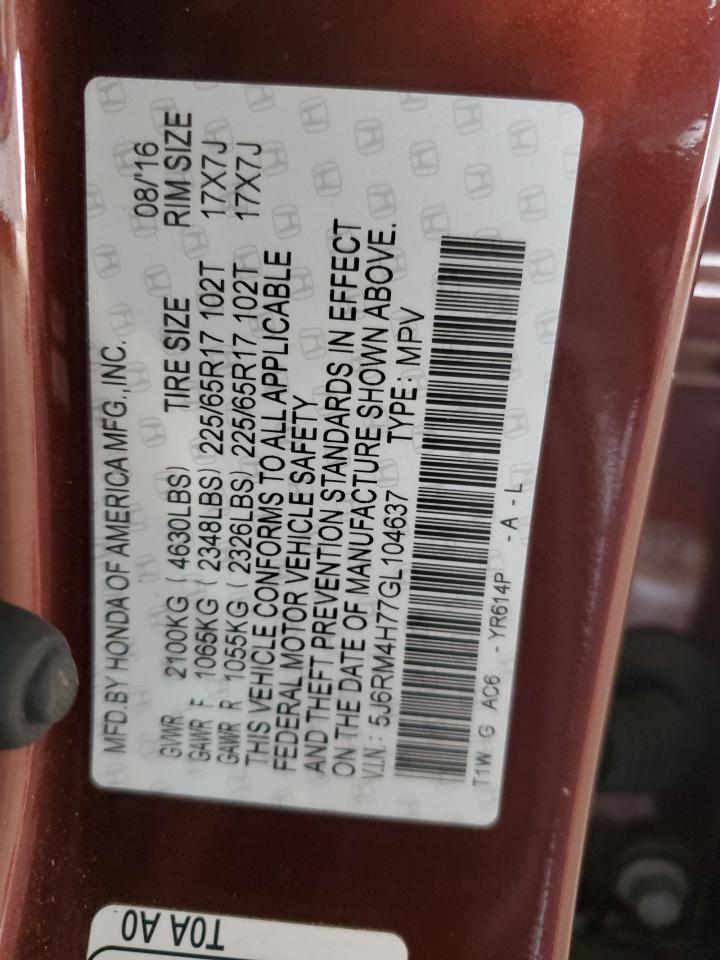 MFD.BY HONDA OF AMERICA MFG.,INC. 08/'16
GVWR 2100KG ( 4630LBS) TIRE SIZE RIM SIZE
GAWR F 1065KG ( 2348LBS) 225/65R17 102T 17X7J
GAWR R 1055KG ( 2326LBS) 225/65R17 102T 17X7J
THIS VEHICLE CONFORMS TO ALL APPLICABLE
FEDERAL MOTOR VEHICLE SAFETY
AND THEFT PREVENTION STANDARDS IN EFFECT
ON THE DATE OF MANUFACTURE SHOWN ABOVE.
V.I.N.: 5J6RM4H77GL104637 TYPE: MPV
T1W G AC6 - YR614P - A - L
T0A A0